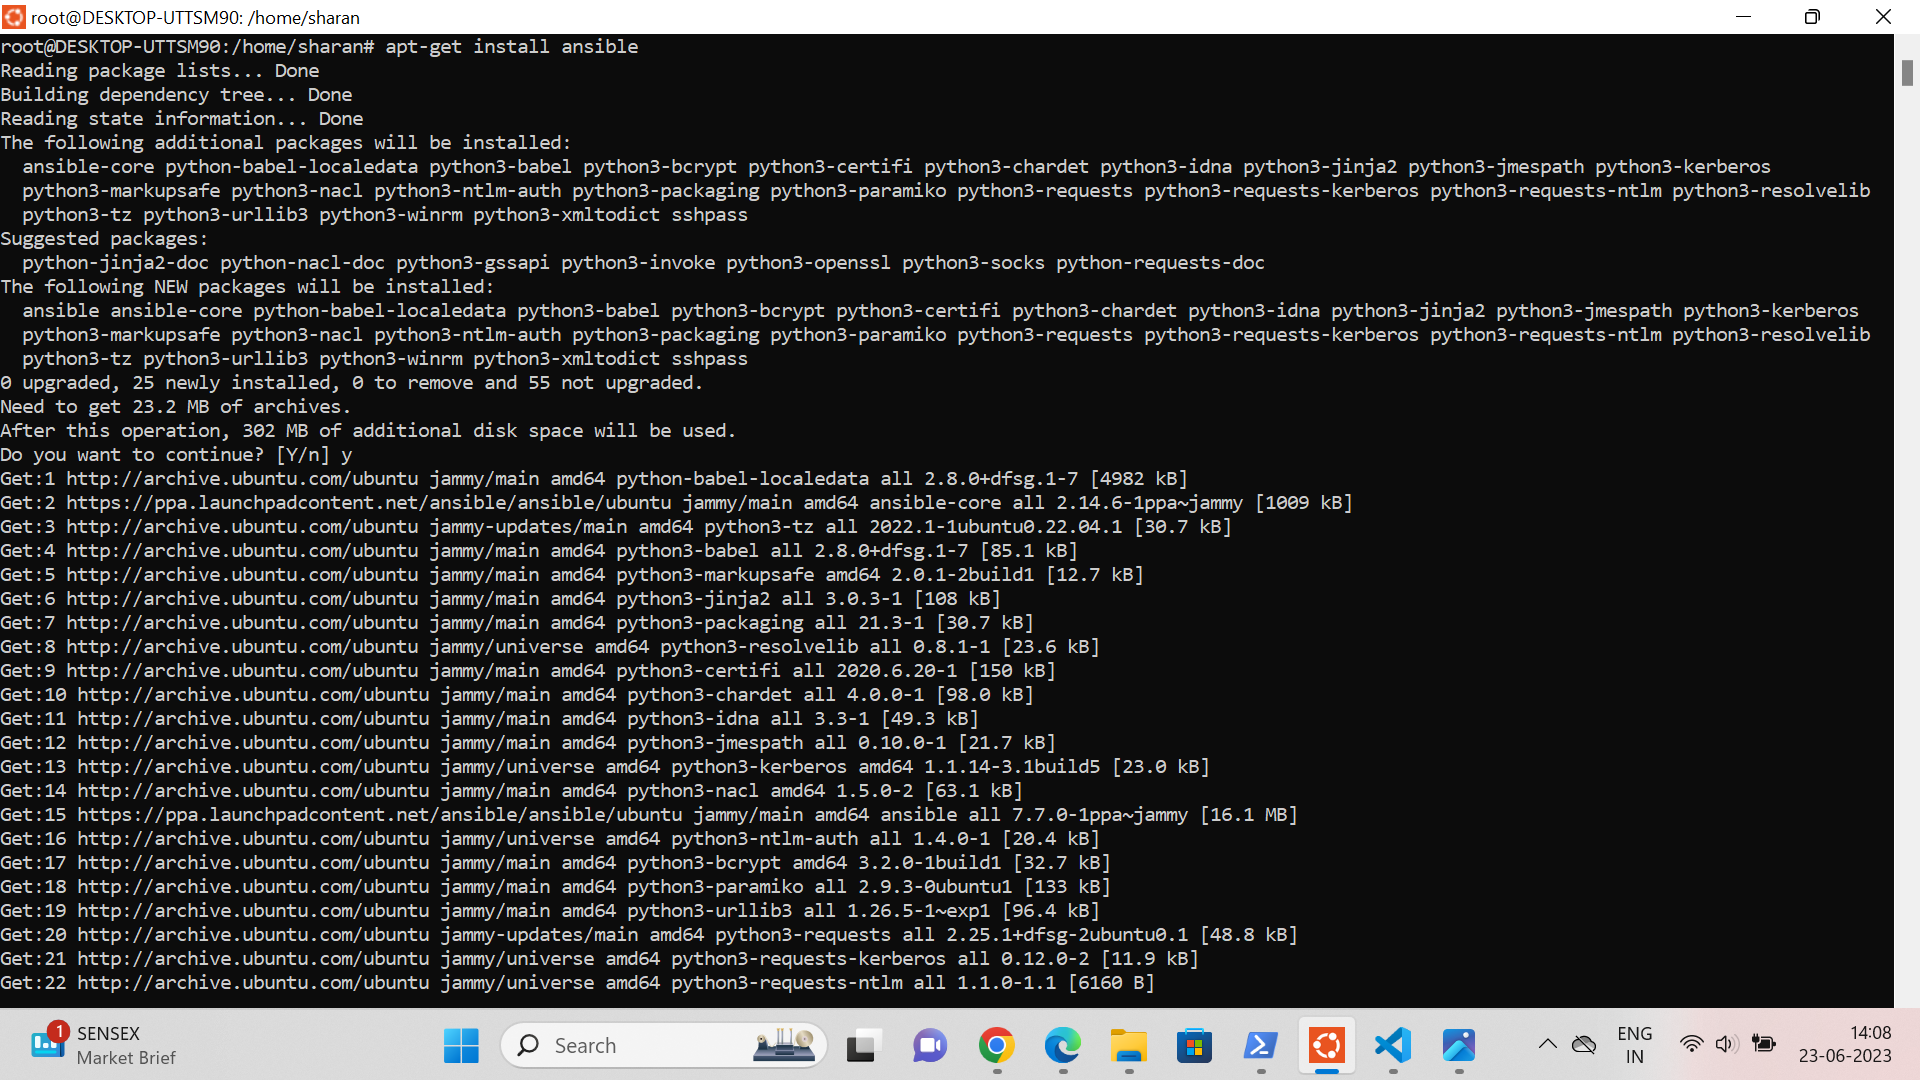 root@DESKTOP-UTTSM90: /home/sharan
root@DESKTOP-UTTSM90:/home/sharan# apt-get install ansible
Reading package lists... Done
Building dependency tree... Done
Reading state information... Done
The following additional packages will be installed:
  ansible-core python-babel-localedata python3-babel python3-bcrypt python3-certifi python3-chardet python3-idna python3-jinja2 python3-jmespath python3-kerberos
  python3-markupsafe python3-nacl python3-ntlm-auth python3-packaging python3-paramiko python3-requests python3-requests-kerberos python3-requests-ntlm python3-resolvelib
  python3-tz python3-urllib3 python3-winrm python3-xmltodict sshpass
Suggested packages:
  python-jinja2-doc python-nacl-doc python3-gssapi python3-invoke python3-openssl python3-socks python-requests-doc
The following NEW packages will be installed:
  ansible ansible-core python-babel-localedata python3-babel python3-bcrypt python3-certifi python3-chardet python3-idna python3-jinja2 python3-jmespath python3-kerberos
  python3-markupsafe python3-nacl python3-ntlm-auth python3-packaging python3-paramiko python3-requests python3-requests-kerberos python3-requests-ntlm python3-resolvelib
  python3-tz python3-urllib3 python3-winrm python3-xmltodict sshpass
0 upgraded, 25 newly installed, 0 to remove and 55 not upgraded.
Need to get 23.2 MB of archives.
After this operation, 302 MB of additional disk space will be used.
Do you want to continue? [Y/n] y
Get:1 http://archive.ubuntu.com/ubuntu jammy/main amd64 python-babel-localedata all 2.8.0+dfsg.1-7 [4982 kB]
Get:2 https://ppa.launchpadcontent.net/ansible/ansible/ubuntu jammy/main amd64 ansible-core all 2.14.6-1ppa~jammy [1009 kB]
Get:3 http://archive.ubuntu.com/ubuntu jammy-updates/main amd64 python3-tz all 2022.1-1ubuntu0.22.04.1 [30.7 kB]
Get:4 http://archive.ubuntu.com/ubuntu jammy/main amd64 python3-babel all 2.8.0+dfsg.1-7 [85.1 kB]
Get:5 http://archive.ubuntu.com/ubuntu jammy/main amd64 python3-markupsafe amd64 2.0.1-2build1 [12.7 kB]
Get:6 http://archive.ubuntu.com/ubuntu jammy/main amd64 python3-jinja2 all 3.0.3-1 [108 kB]
Get:7 http://archive.ubuntu.com/ubuntu jammy/main amd64 python3-packaging all 21.3-1 [30.7 kB]
Get:8 http://archive.ubuntu.com/ubuntu jammy/universe amd64 python3-resolvelib all 0.8.1-1 [23.6 kB]
Get:9 http://archive.ubuntu.com/ubuntu jammy/main amd64 python3-certifi all 2020.6.20-1 [150 kB]
Get:10 http://archive.ubuntu.com/ubuntu jammy/main amd64 python3-chardet all 4.0.0-1 [98.0 kB]
Get:11 http://archive.ubuntu.com/ubuntu jammy/main amd64 python3-idna all 3.3-1 [49.3 kB]
Get:12 http://archive.ubuntu.com/ubuntu jammy/main amd64 python3-jmespath all 0.10.0-1 [21.7 kB]
Get:13 http://archive.ubuntu.com/ubuntu jammy/universe amd64 python3-kerberos amd64 1.1.14-3.1build5 [23.0 kB]
Get:14 http://archive.ubuntu.com/ubuntu jammy/main amd64 python3-nacl amd64 1.5.0-2 [63.1 kB]
Get:15 https://ppa.launchpadcontent.net/ansible/ansible/ubuntu jammy/main amd64 ansible all 7.7.0-1ppa~jammy [16.1 MB]
Get:16 http://archive.ubuntu.com/ubuntu jammy/universe amd64 python3-ntlm-auth all 1.4.0-1 [20.4 kB]
Get:17 http://archive.ubuntu.com/ubuntu jammy/main amd64 python3-bcrypt amd64 3.2.0-1build1 [32.7 kB]
Get:18 http://archive.ubuntu.com/ubuntu jammy/main amd64 python3-paramiko all 2.9.3-0ubuntu1 [133 kB]
Get:19 http://archive.ubuntu.com/ubuntu jammy/main amd64 python3-urllib3 all 1.26.5-1~exp1 [96.4 kB]
Get:20 http://archive.ubuntu.com/ubuntu jammy-updates/main amd64 python3-requests all 2.25.1+dfsg-2ubuntu0.1 [48.8 kB]
Get:21 http://archive.ubuntu.com/ubuntu jammy/universe amd64 python3-requests-kerberos all 0.12.0-2 [11.9 kB]
Get:22 http://archive.ubuntu.com/ubuntu jammy/universe amd64 python3-requests-ntlm all 1.1.0-1.1 [6160 B]
1
SENSEX
Market Brief
Search
ENG
IN
14:08
23-06-2023